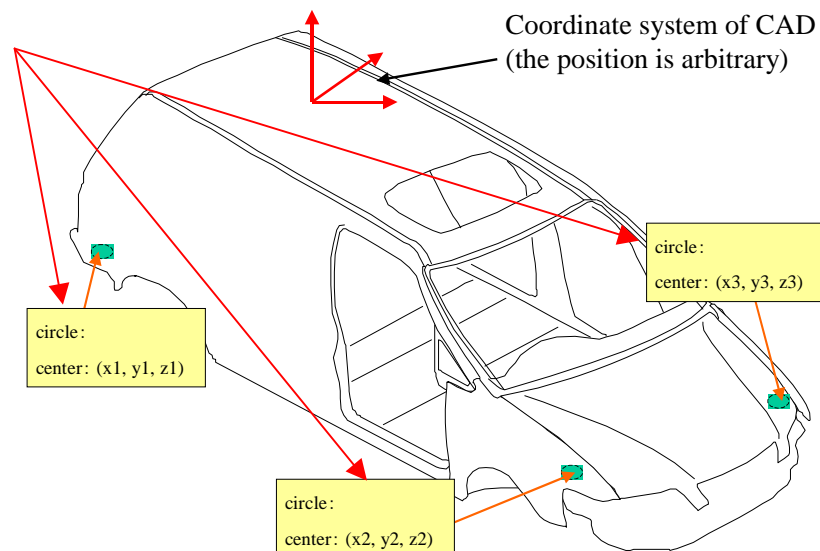 Coordinate system of CAD
(the position is arbitrary)
circle:
center: (x3, y3, z3)
circle:
center: (x1, y1, z1)
circle:
center: (x2, y2, z2)